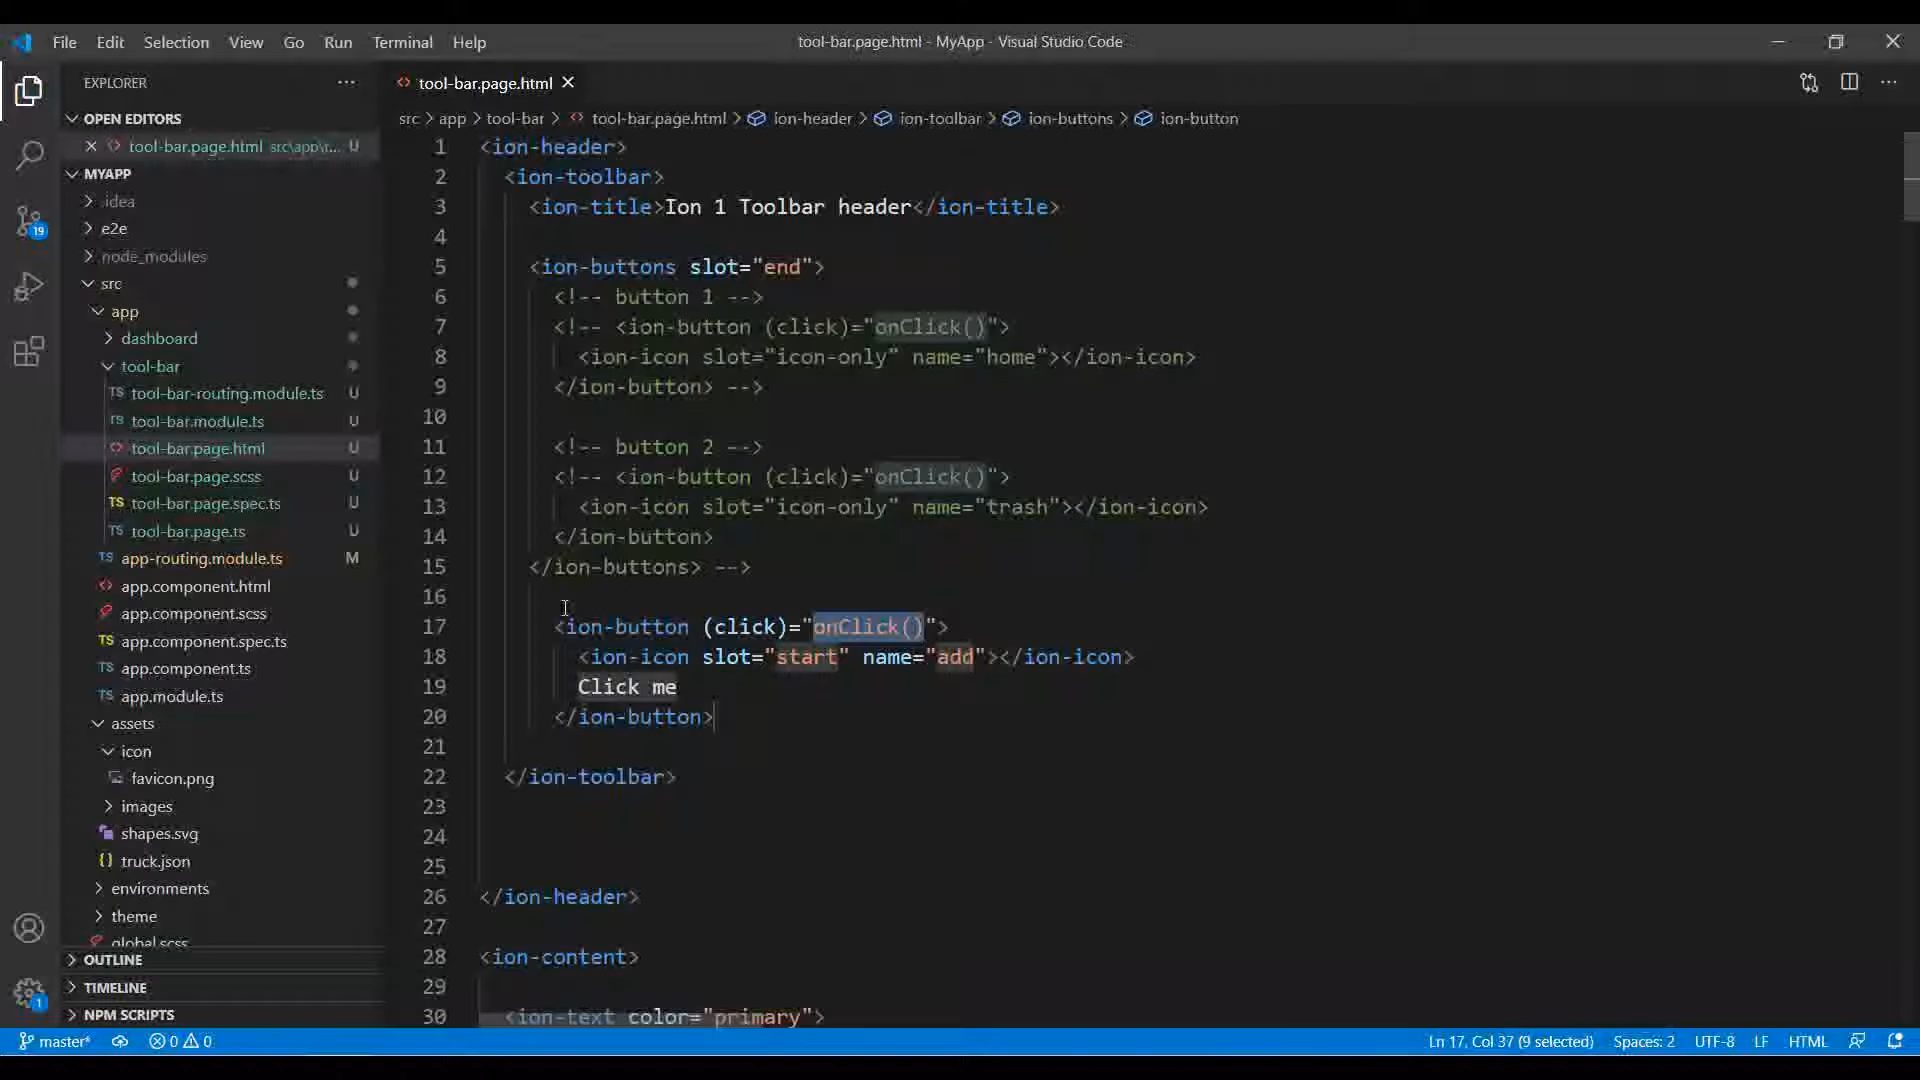 File Edit Selection View Go Run Terminal Help
tool-bar.page.html - MyApp - Visual Studio Code
EXPLORER
OPEN EDITORS
tool-bar.page.html src\app\t... U
MYAPP
.idea
e2e
node_modules
src
app
dashboard
tool-bar
tool-bar-routing.module.ts U
tool-bar.module.ts U
tool-bar.page.html U
tool-bar.page.scss U
tool-bar.page.spec.ts U
tool-bar.page.ts U
app-routing.module.ts M
app.component.html
app.component.scss
app.component.spec.ts
app.component.ts
app.module.ts
assets
icon
favicon.png
images
shapes.svg
truck.json
environments
theme
global.scss
OUTLINE
TIMELINE
NPM SCRIPTS
19
1
tool-bar.page.html
src > app > tool-bar > tool-bar.page.html > ion-header > ion-toolbar > ion-buttons > ion-button
1 <ion-header>
2 <ion-toolbar>
3 <ion-title>Ion 1 Toolbar header</ion-title>
4
5 <ion-buttons slot="end">
6 <!-- button 1 -->
7 <!-- <ion-button (click)="onClick()">
8 <ion-icon slot="icon-only" name="home"></ion-icon>
9 </ion-button> -->
10
11 <!-- button 2 -->
12 <!-- <ion-button (click)="onClick()">
13 <ion-icon slot="icon-only" name="trash"></ion-icon>
14 </ion-button>
15 </ion-buttons> -->
16
17 <ion-button (click)="onClick()">
18 <ion-icon slot="start" name="add"></ion-icon>
19 Click me
20 </ion-button>
21
22 </ion-toolbar>
23
24
25
26 </ion-header>
27
28 <ion-content>
29
30 <ion-text color="primary">
master* 0 0
Ln 17, Col 37 (9 selected) Spaces: 2 UTF-8 LF HTML